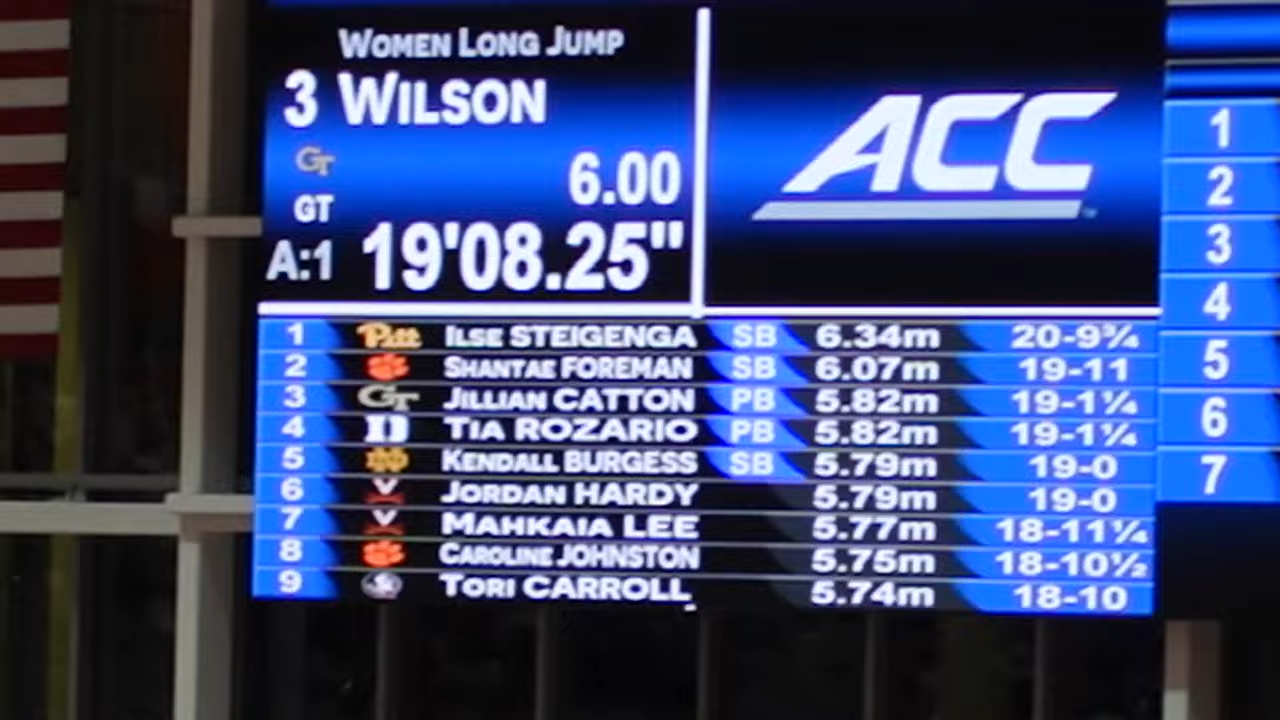 WOMEN LONG JUMP
3 WILSON
GT
6.00
GT
A:1 19'08.25"
ACC
1 Pitt ILSE STEIGENGA SB 6.34m 20-9¾
2 SHANTAE FOREMAN SB 6.07m 19-11
3 GT JILLIAN CATTON PB 5.82m 19-1¼
4 D TIA ROZARIO PB 5.82m 19-1¼
5 ND KENDALL BURGESS SB 5.79m 19-0
6 V JORDAN HARDY 5.79m 19-0
7 V MAHKAIA LEE 5.77m 18-11¼
8 CAROLINE JOHNSTON 5.75m 18-10½
9 TORI CARROLL 5.74m 18-10
1
2
3
4
5
6
7